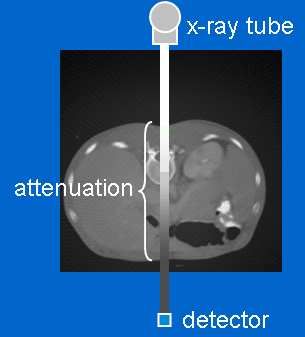 x-ray tube
attenuation
detector